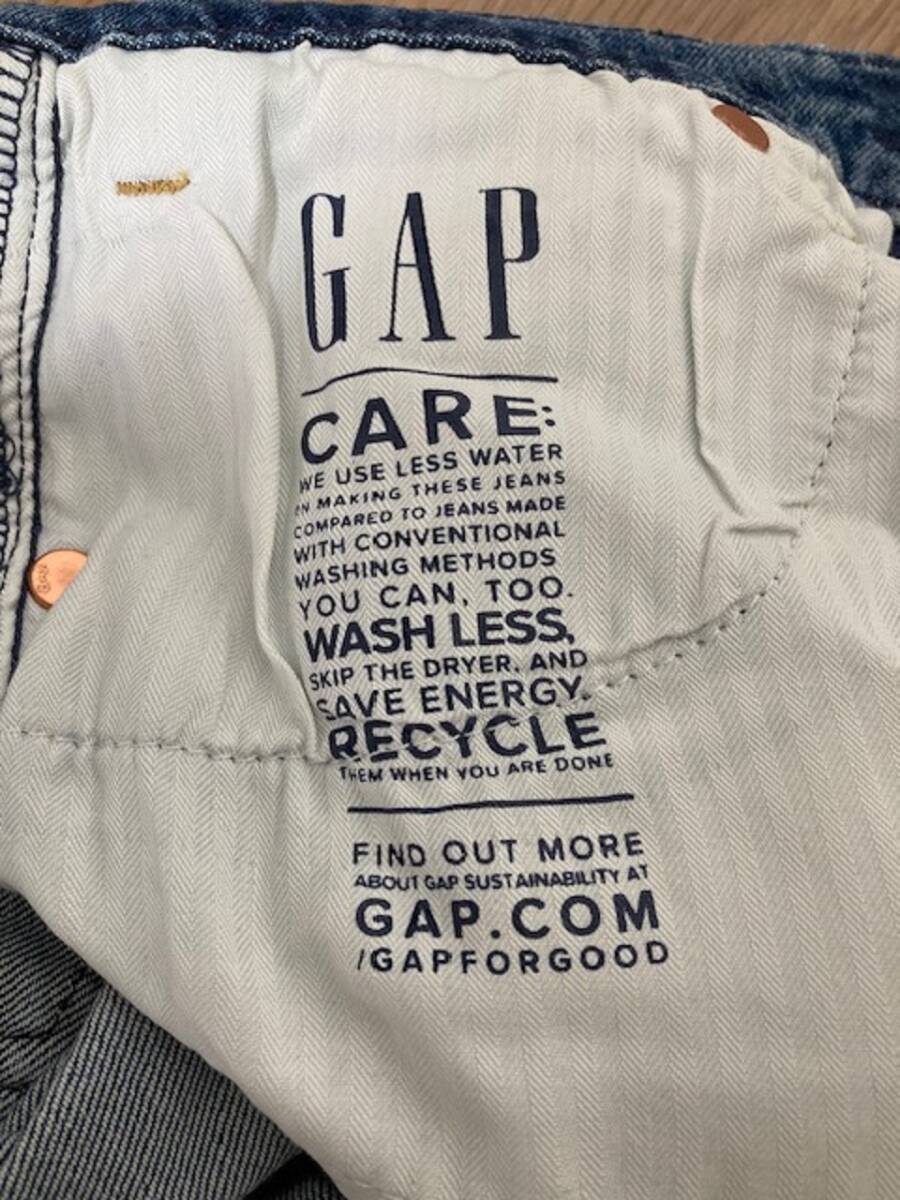 GAP
CARE:
WE USE LESS WATER
IN MAKING THESE JEANS
COMPARED TO JEANS MADE
WITH CONVENTIONAL
WASHING METHODS
YOU CAN, TOO.
WASH LESS,
SKIP THE DRYER, AND
SAVE ENERGY.
RECYCLE
THEM WHEN YOU ARE DONE
FIND OUT MORE
ABOUT GAP SUSTAINABILITY AT
GAP.COM
/GAPFORGOOD